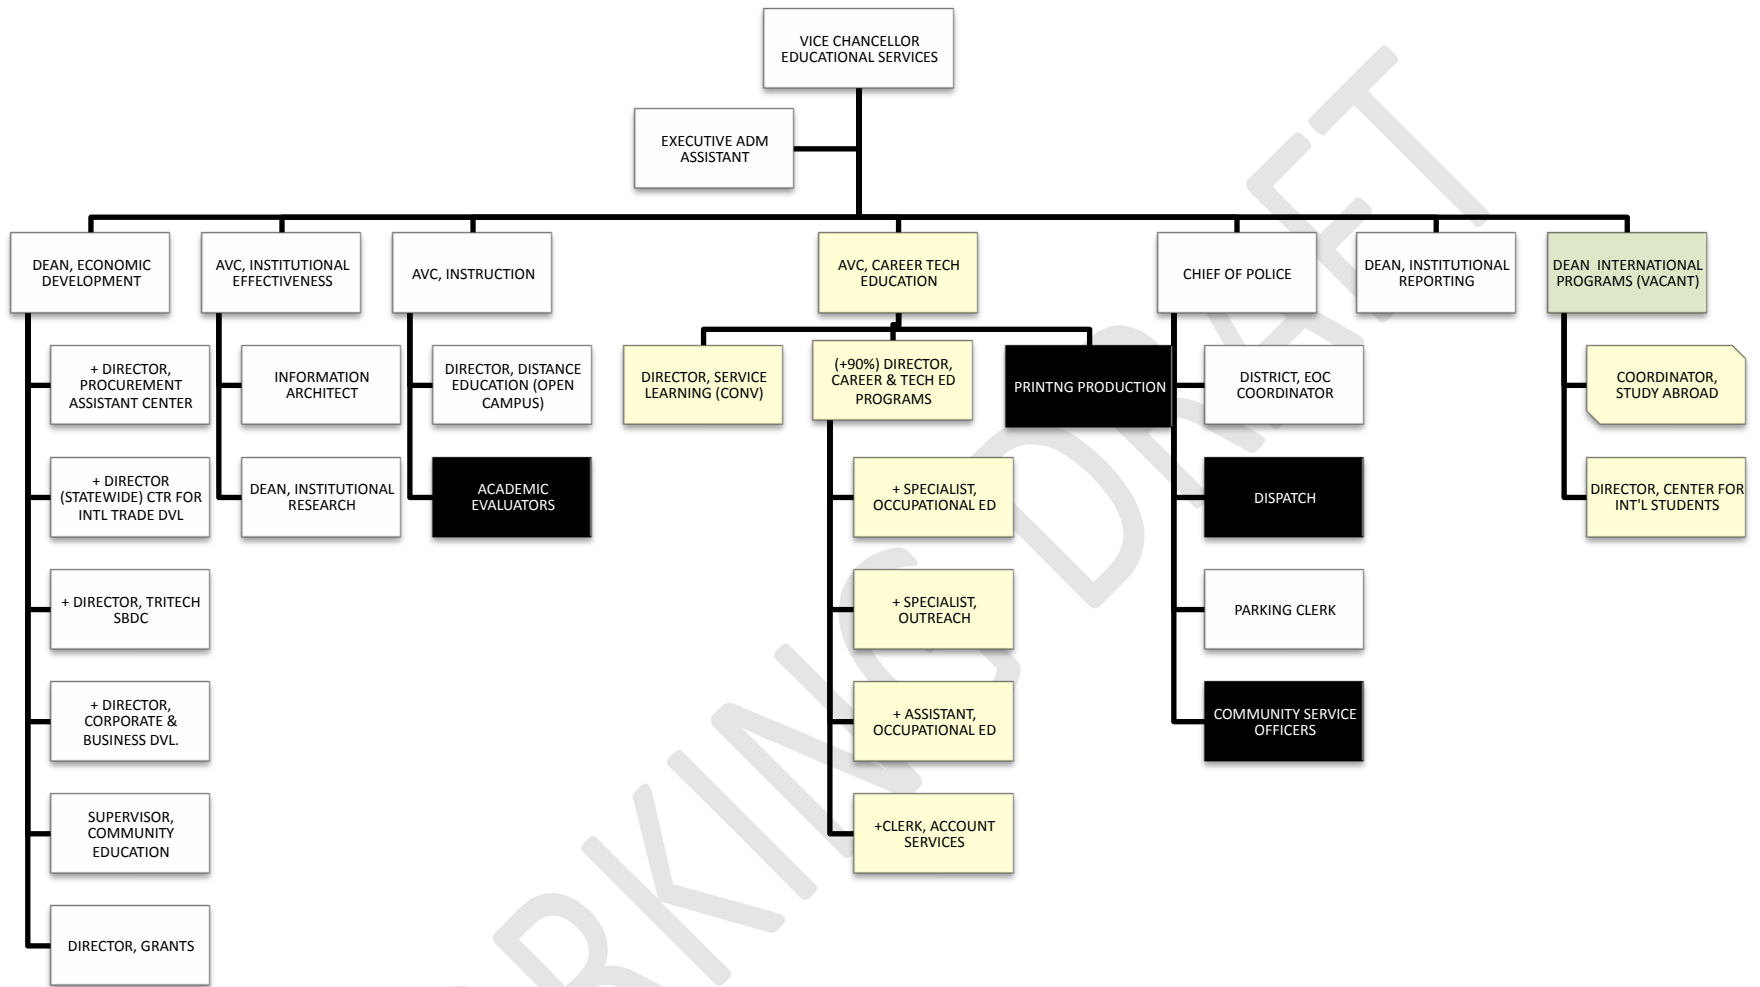 VICE CHANCELLOR
EDUCATIONAL SERVICES
EXECUTIVE ADM
ASSISTANT
DEAN, ECONOMIC
DEVELOPMENT
AVC, INSTITUTIONAL
EFFECTIVENESS
AVC, INSTRUCTION
AVC, CAREER TECH
EDUCATION
CHIEF OF POLICE
DEAN, INSTITUTIONAL
REPORTING
DEAN  INTERNATIONAL
PROGRAMS (VACANT)
+ DIRECTOR,
PROCUREMENT
ASSISTANT CENTER
+ DIRECTOR
(STATEWIDE) CTR FOR
INTL TRADE DVL
+ DIRECTOR, TRITECH
SBDC
+ DIRECTOR,
CORPORATE &
BUSINESS DVL.
SUPERVISOR,
COMMUNITY
EDUCATION
DIRECTOR, GRANTS
INFORMATION
ARCHITECT
DEAN, INSTITUTIONAL
RESEARCH
DIRECTOR, DISTANCE
EDUCATION (OPEN
CAMPUS)
ACADEMIC
EVALUATORS
DIRECTOR, SERVICE
LEARNING (CONV)
(+90%) DIRECTOR,
CAREER & TECH ED
PROGRAMS
+ SPECIALIST,
OCCUPATIONAL ED
+ SPECIALIST,
OUTREACH
+ ASSISTANT,
OCCUPATIONAL ED
+CLERK, ACCOUNT
SERVICES
PRINTNG PRODUCTION
DISTRICT, EOC
COORDINATOR
DISPATCH
PARKING CLERK
COMMUNITY SERVICE
OFFICERS
COORDINATOR,
STUDY ABROAD
DIRECTOR, CENTER FOR
INT'L STUDENTS
RKING DRAFT